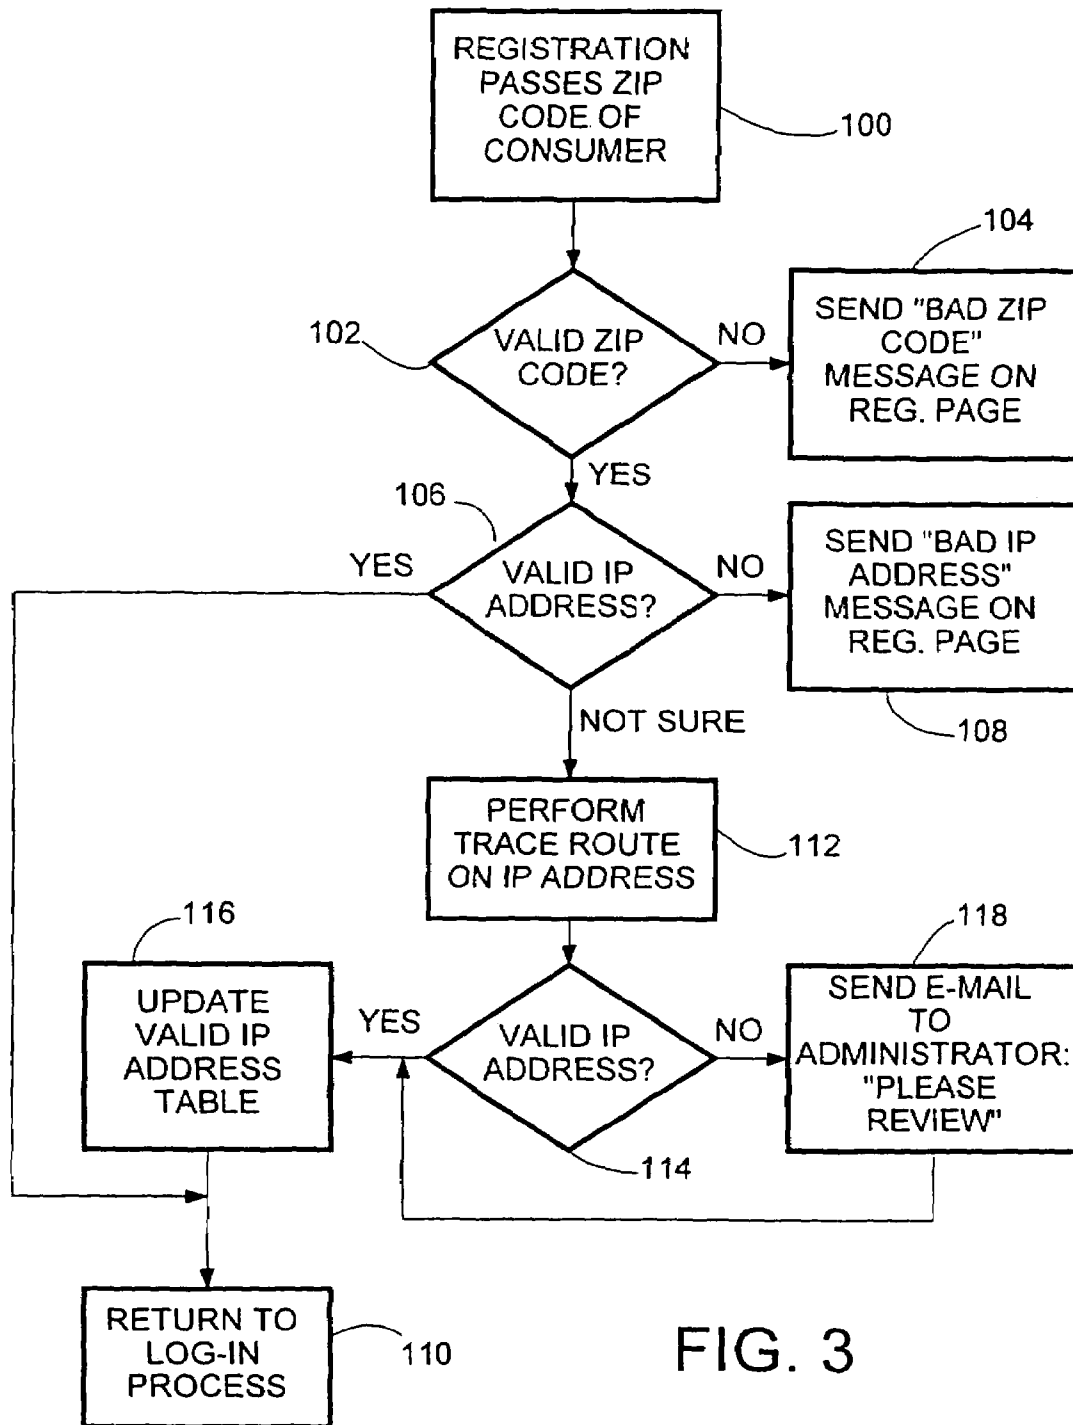 REGISTRATION
PASSES ZIP
CODE OF
CONSUMER
100
104
102
VALID ZIP
CODE?
NO
SEND "BAD ZIP
CODE"
MESSAGE ON
REG. PAGE
YES
106
YES
VALID IP
ADDRESS?
NO
SEND "BAD IP
ADDRESS"
MESSAGE ON
REG. PAGE
108
NOT SURE
PERFORM
TRACE ROUTE
ON IP ADDRESS
112
116
118
UPDATE
VALID IP
ADDRESS
TABLE
YES
VALID IP
ADDRESS?
NO
SEND E-MAIL
TO
ADMINISTRATOR:
"PLEASE
REVIEW"
114
RETURN TO
LOG-IN
PROCESS
110
FIG. 3